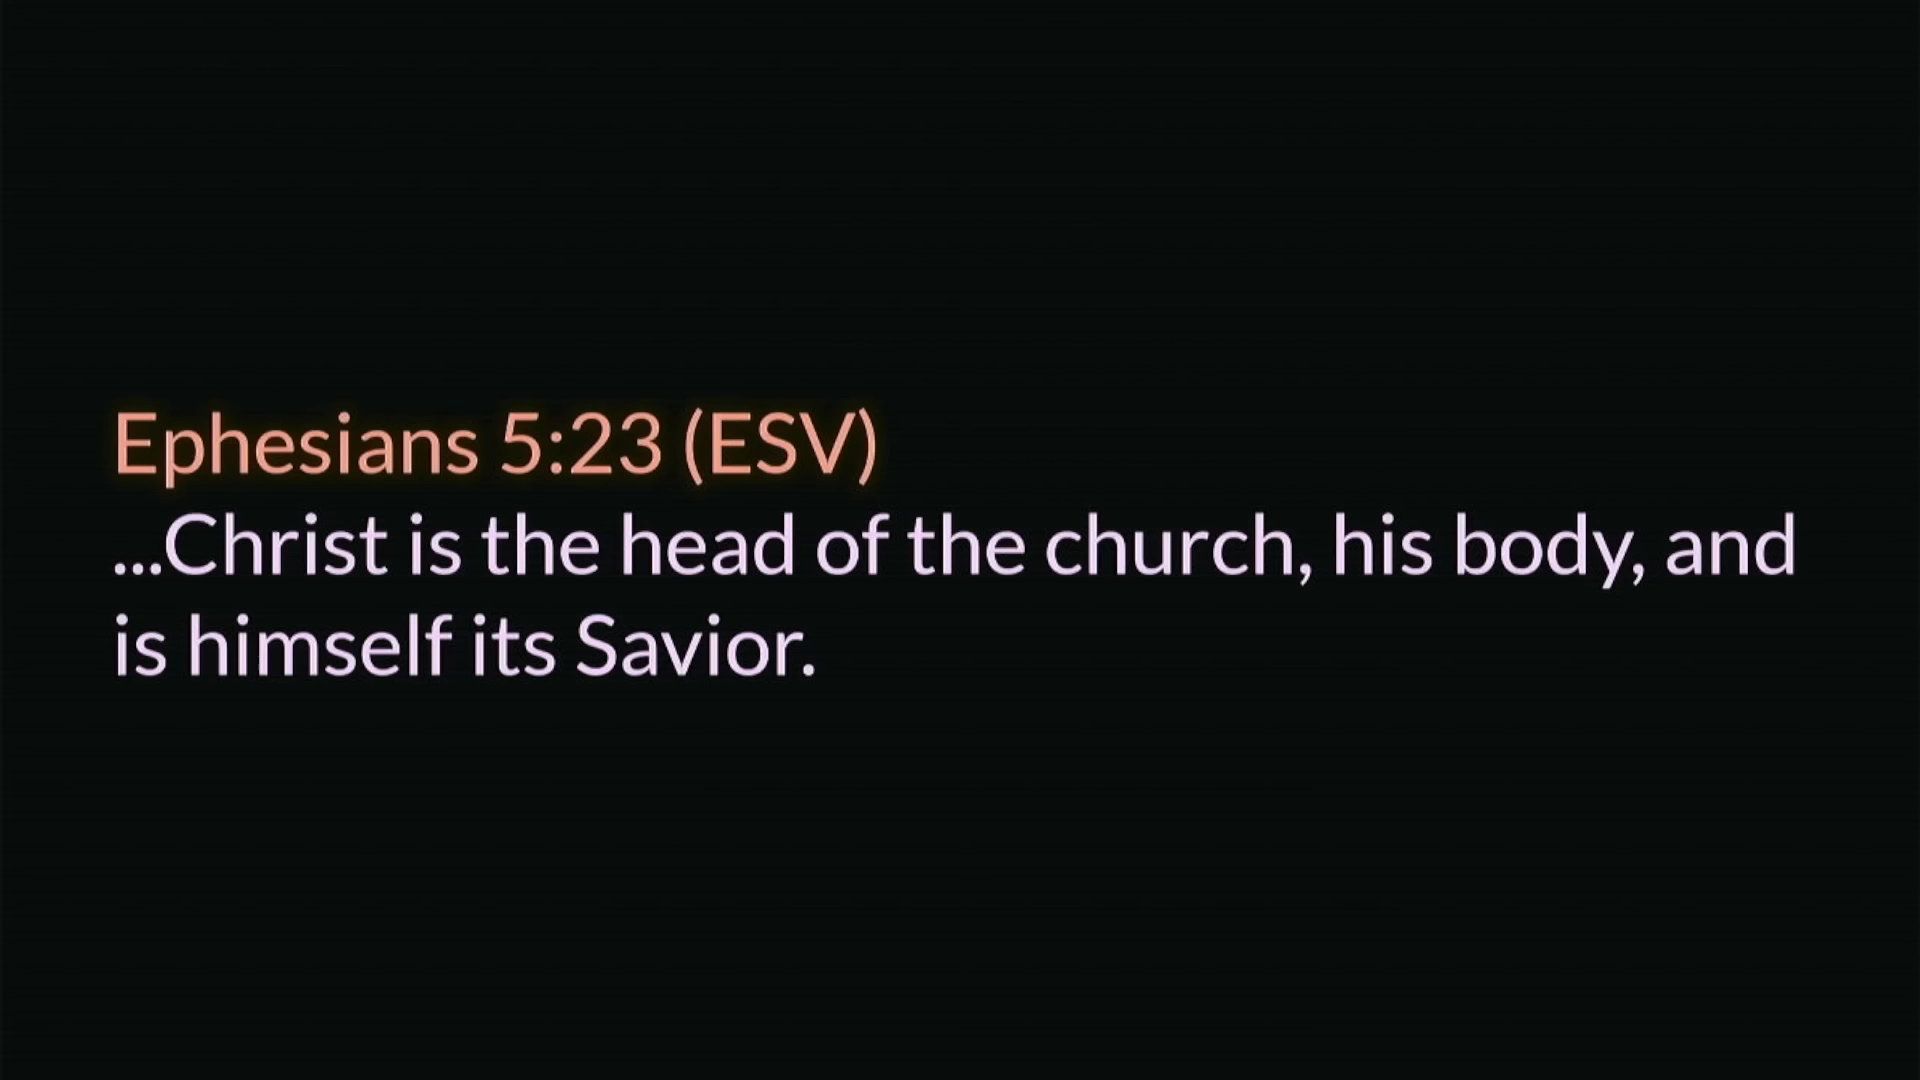 Ephesians 5:23 (ESV)
...Christ is the head of the church, his body, and
is himself its Savior.